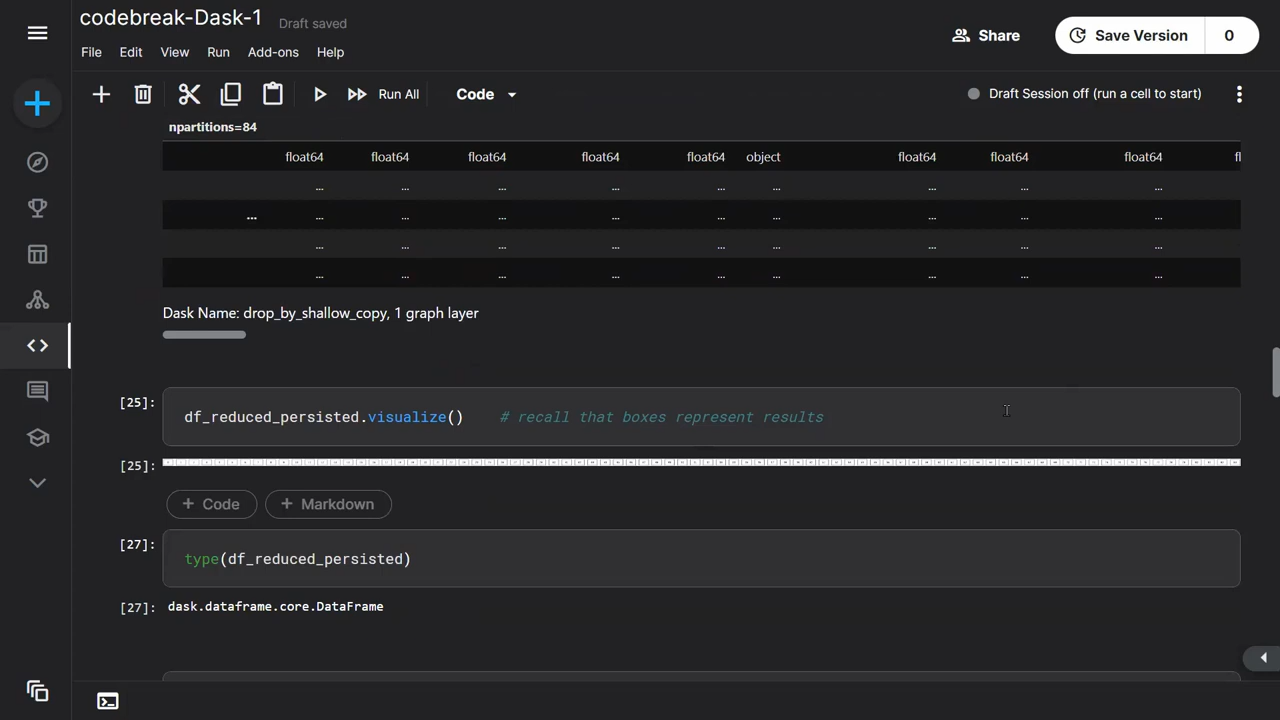 codebreak-Dask-1 Draft saved
File Edit View Run Add-ons Help
Share
Save Version 0
Run All
Code
Draft Session off (run a cell to start)
npartitions=84
float64 float64 float64 float64 float64 object float64 float64 float64
... ... ... ... ... ... ... ... ...
... ... ... ... ... ... ... ... ... ...
... ... ... ... ... ... ... ... ...
... ... ... ... ... ... ... ... ...
Dask Name: drop_by_shallow_copy, 1 graph layer
[25]: df_reduced_persisted.visualize() # recall that boxes represent results
[25]:
+ Code + Markdown
[27]: type(df_reduced_persisted)
[27]: dask.dataframe.core.DataFrame